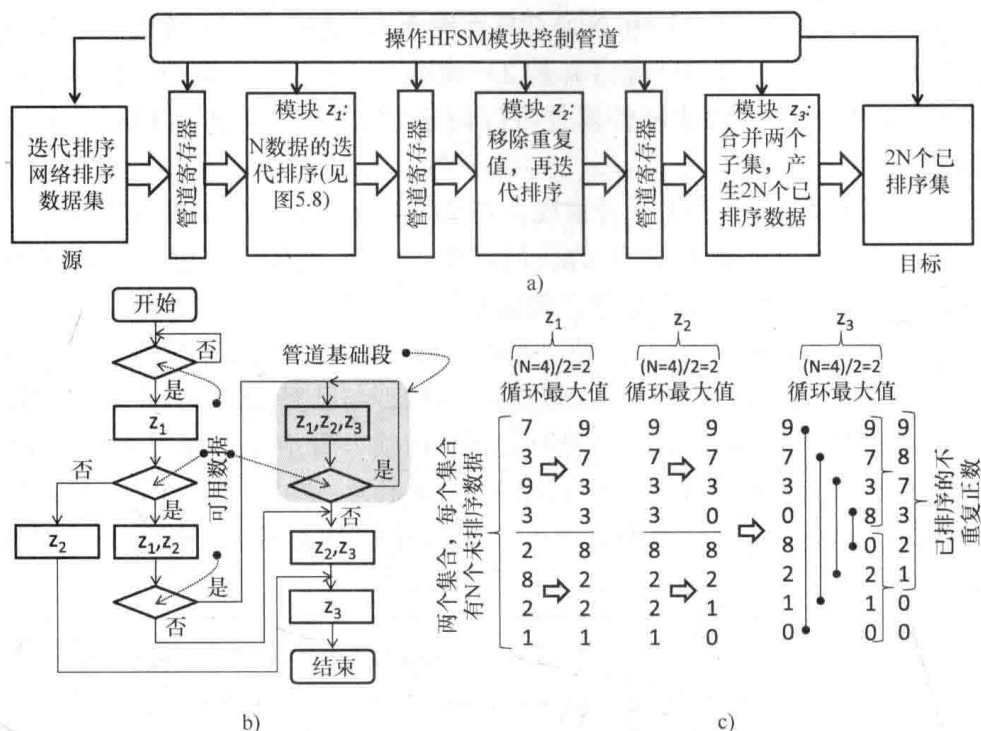 操作HFSM模块控制管道
迭代排序
网络排序
数据集
源
管道寄存器
模块 z₁:
N数据的迭
代排序(见
图5.8)
管道寄存器
模块 z₂:
移除重复
值，再迭
代排序
管道寄存器
模块 z₃:
合并两个
子集，产
生2N个已
排序数据
2N个已
排序集
目标
a)
开始
否
是
z₁
否
是
可用数据
z₂
z₁,z₂
是
否
管道基础段
z₁,z₂,z₃
是
否
z₂,z₃
z₃
结束
b)
z₁ z₂ z₃
(N=4)/2=2 (N=4)/2=2 (N=4)/2=2
循环最大值 循环最大值 循环最大值
两个集合，每个集合
有N个未排序数据
7 9 9 9 9 9 9
3 7 7 7 7 7 8
9 3 3 3 3 3 7
3 3 3 0 0 8 3
2 8 8 8 8 0 2
8 2 2 2 2 2 1
2 2 2 1 1 1 0
1 1 1 0 0 0 0
已排序的不
重复正数
c)